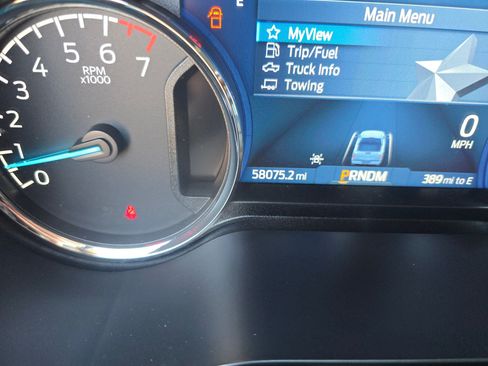 E
Main Menu
MyView
Trip/Fuel
Truck Info
Towing
7
6
5
4
3
2
1
0
RPM
x1000
0
MPH
58075.2 mi
PRNDM
389 mi to E